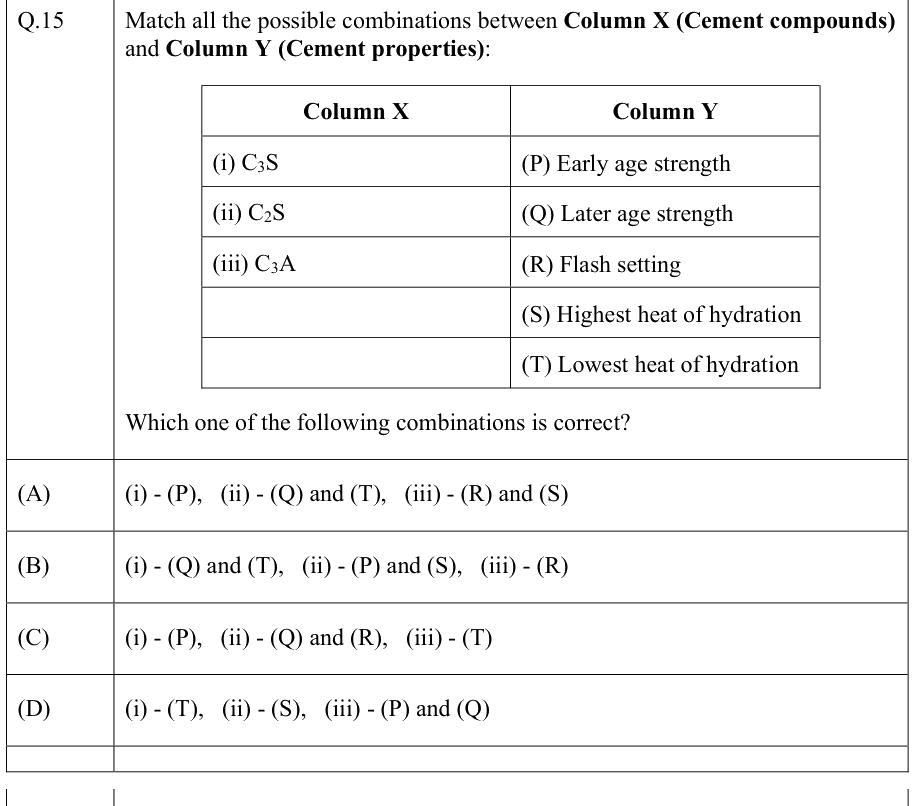 Q.15
Match all the possible combinations between Column X (Cement compounds)
and Column Y (Cement properties):
Column X
Column Y
(i) C₃S
(P) Early age strength
(ii) C₂S
(Q) Later age strength
(iii) C₃A
(R) Flash setting
(S) Highest heat of hydration
(T) Lowest heat of hydration
Which one of the following combinations is correct?
(A)
(i) - (P), (ii) - (Q) and (T), (iii) - (R) and (S)
(B)
(i) - (Q) and (T), (ii) - (P) and (S), (iii) - (R)
(C)
(i) - (P), (ii) - (Q) and (R), (iii) - (T)
(D)
(i) - (T), (ii) - (S), (iii) - (P) and (Q)